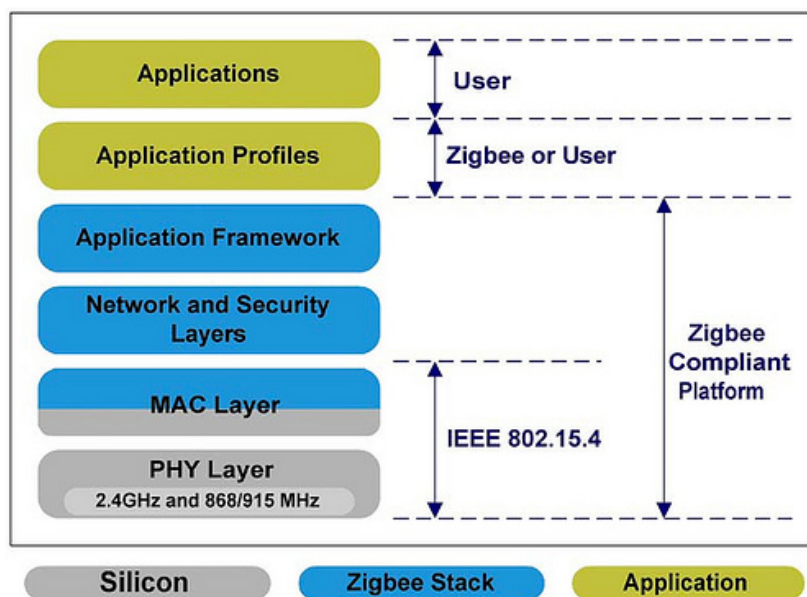 Applications
User
Application Profiles
Zigbee or User
Application Framework
Network and Security
Layers
Zigbee
Compliant
Platform
MAC Layer
IEEE 802.15.4
PHY Layer
2.4GHz and 868/915 MHz
Silicon
Zigbee Stack
Application